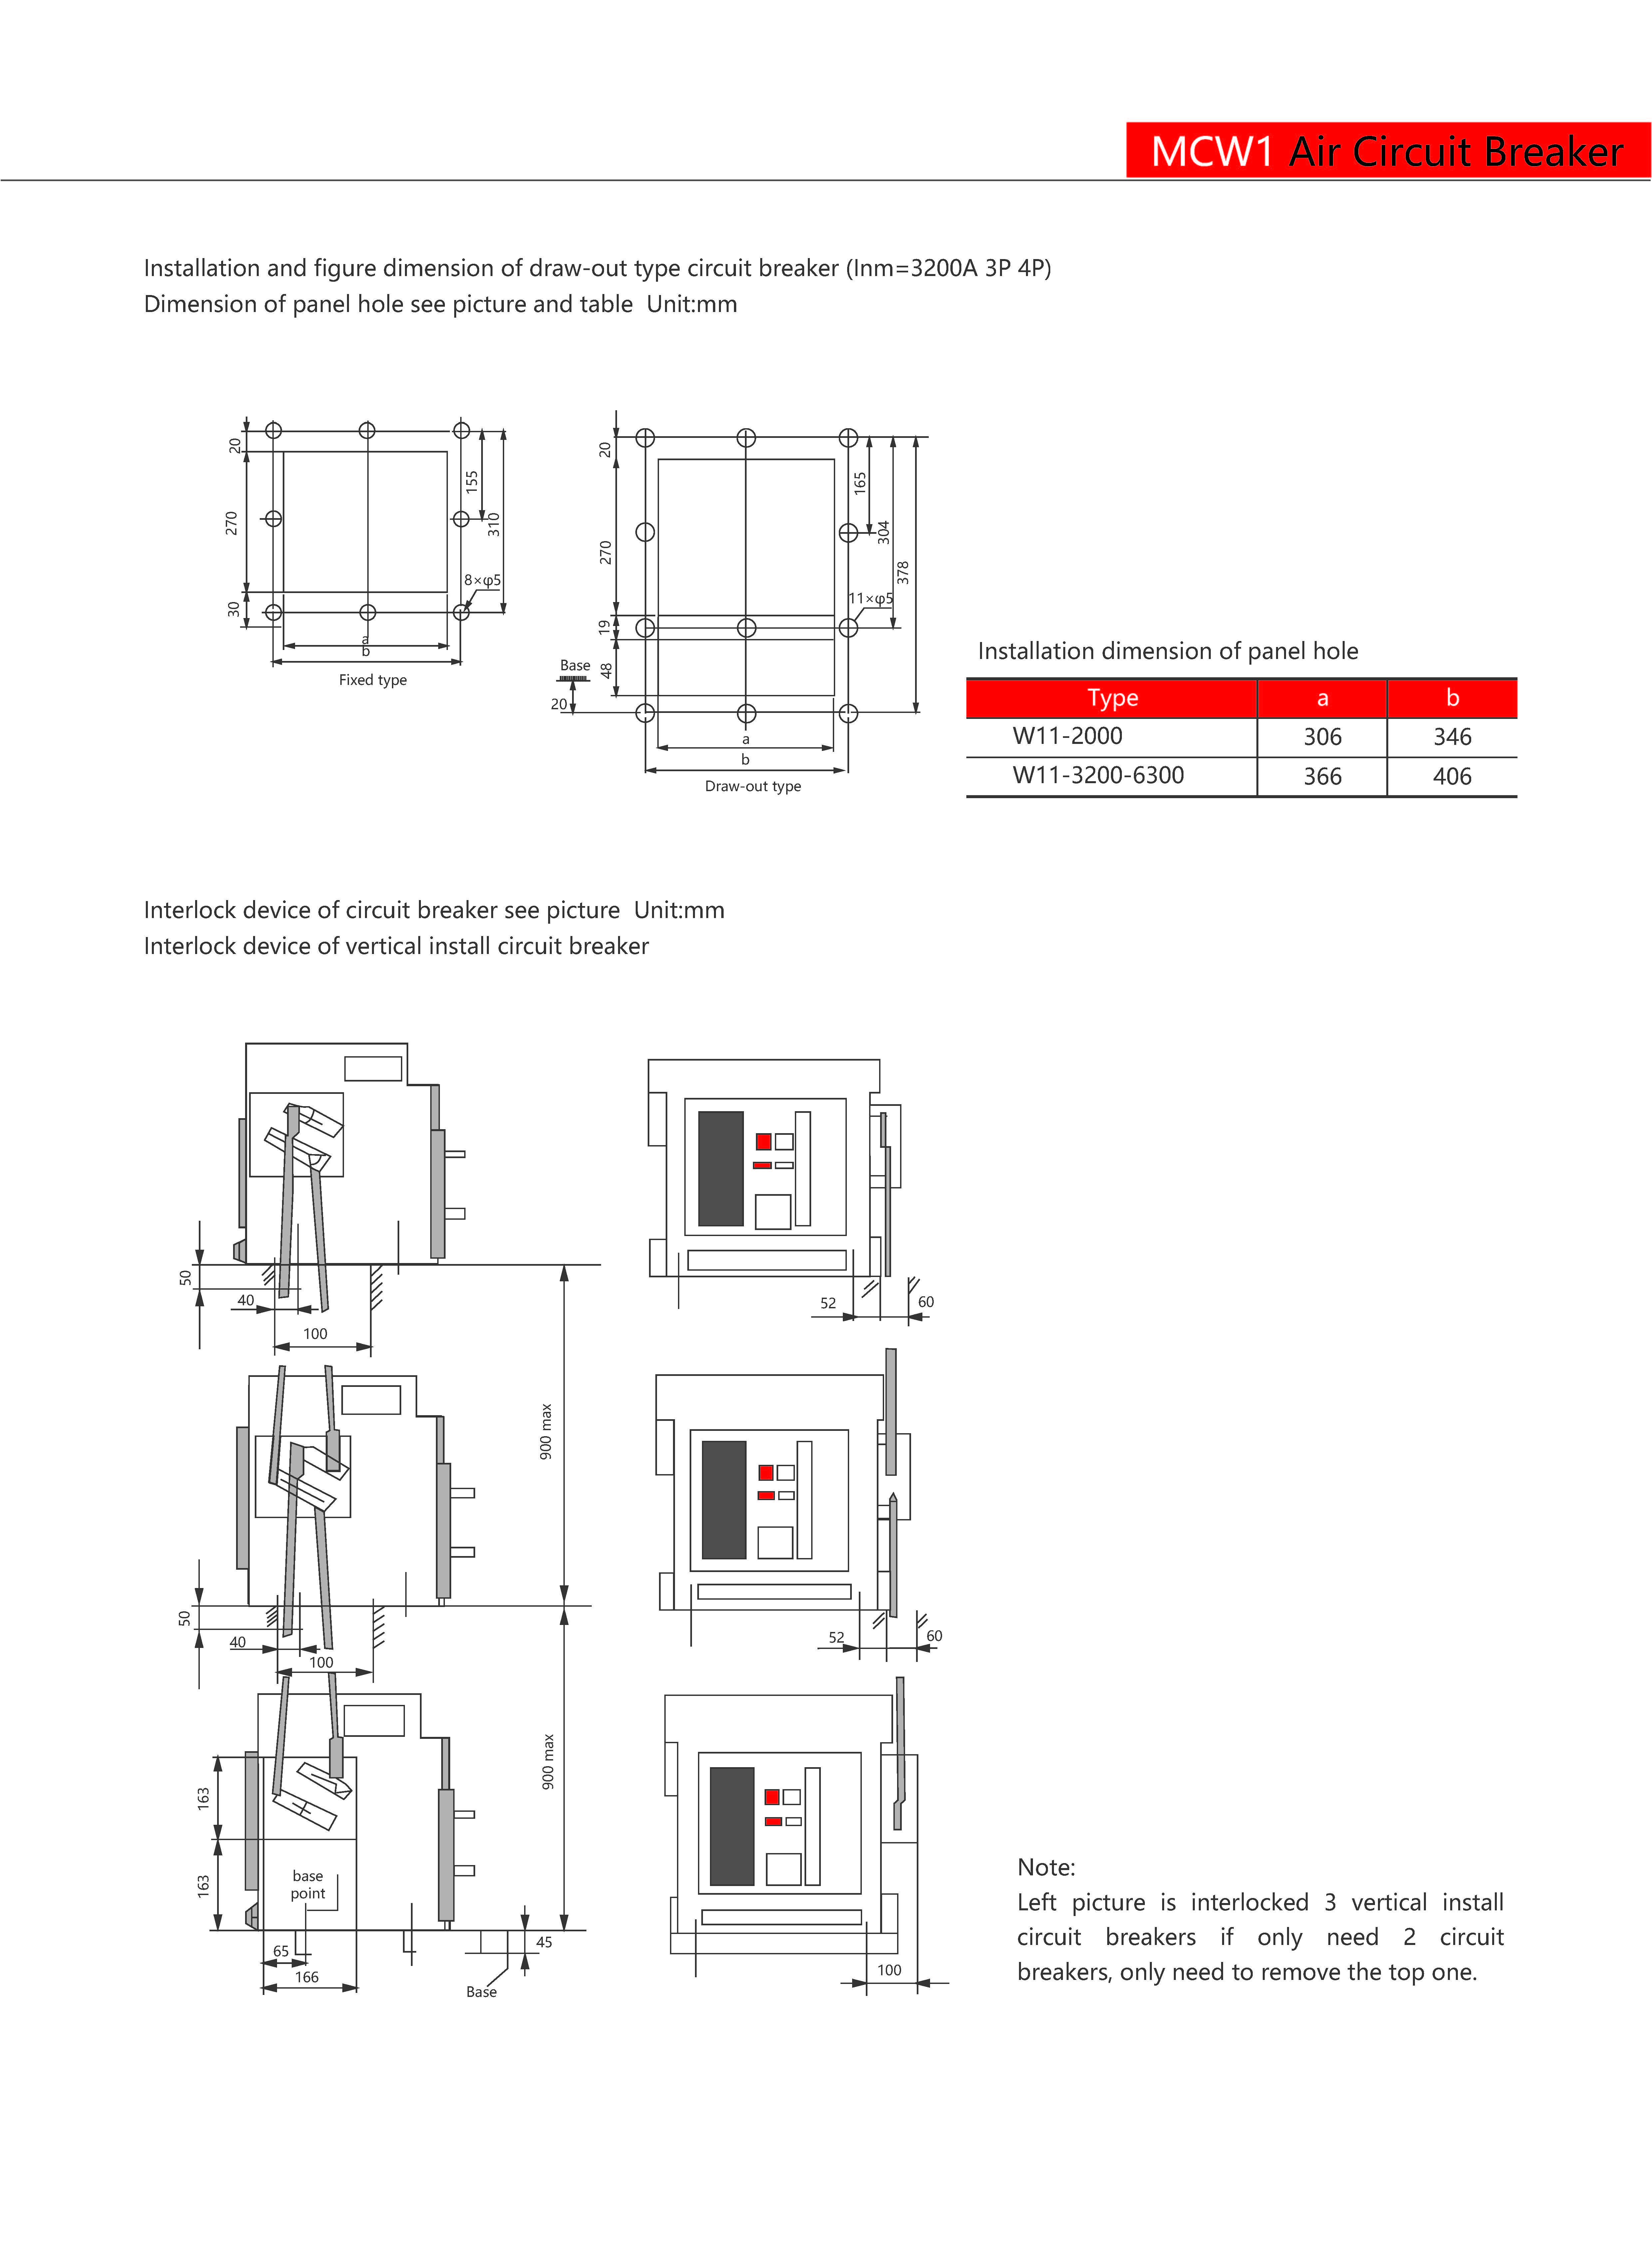 MCW1 Air Circuit Breaker
Installation and figure dimension of draw-out type circuit breaker (Inm=3200A 3P 4P)
Dimension of panel hole see picture and table Unit:mm
20
270
30
155
310
8×φ5
a
b
Fixed type
20
270
19
48
Base
20
165
304
378
11×φ5
a
b
Draw-out type
Installation dimension of panel hole
Type a b
W11-2000 306 346
W11-3200-6300 366 406
Interlock device of circuit breaker see picture Unit:mm
Interlock device of vertical install circuit breaker
50
40
100
52
60
900 max
50
40
100
52
60
900 max
163
163
base
point
65
166
45
Base
100
Note:
Left picture is interlocked 3 vertical install
circuit breakers if only need 2 circuit
breakers, only need to remove the top one.